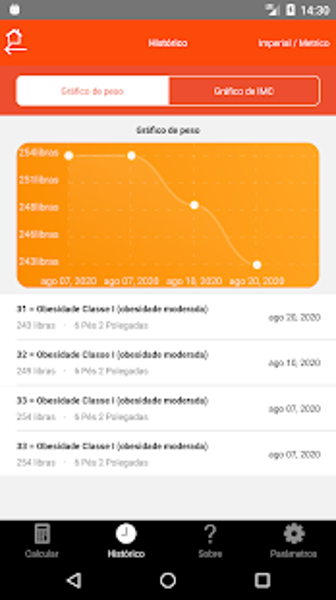 14:30
Histórico
Imperial / Metrico
Gráfico de peso
Gráfico de IMC
Gráfico de peso
254libras
251libras
248libras
246libras
243libras
ago 07, 2020 ago 07, 2020 ago 10, 2020 ago 20, 2020
31 = Obesidade Classe I (obesidade moderada)
243 libras · 6 Pés 2 Polegadas
ago 20, 2020
32 = Obesidade Classe I (obesidade moderada)
249 libras · 6 Pés 2 Polegadas
ago 10, 2020
33 = Obesidade Classe I (obesidade moderada)
254 libras · 6 Pés 2 Polegadas
ago 07, 2020
33 = Obesidade Classe I (obesidade moderada)
254 libras · 6 Pés 2 Polegadas
ago 07, 2020
Calcular
Histórico
Sobre
Parâmetros